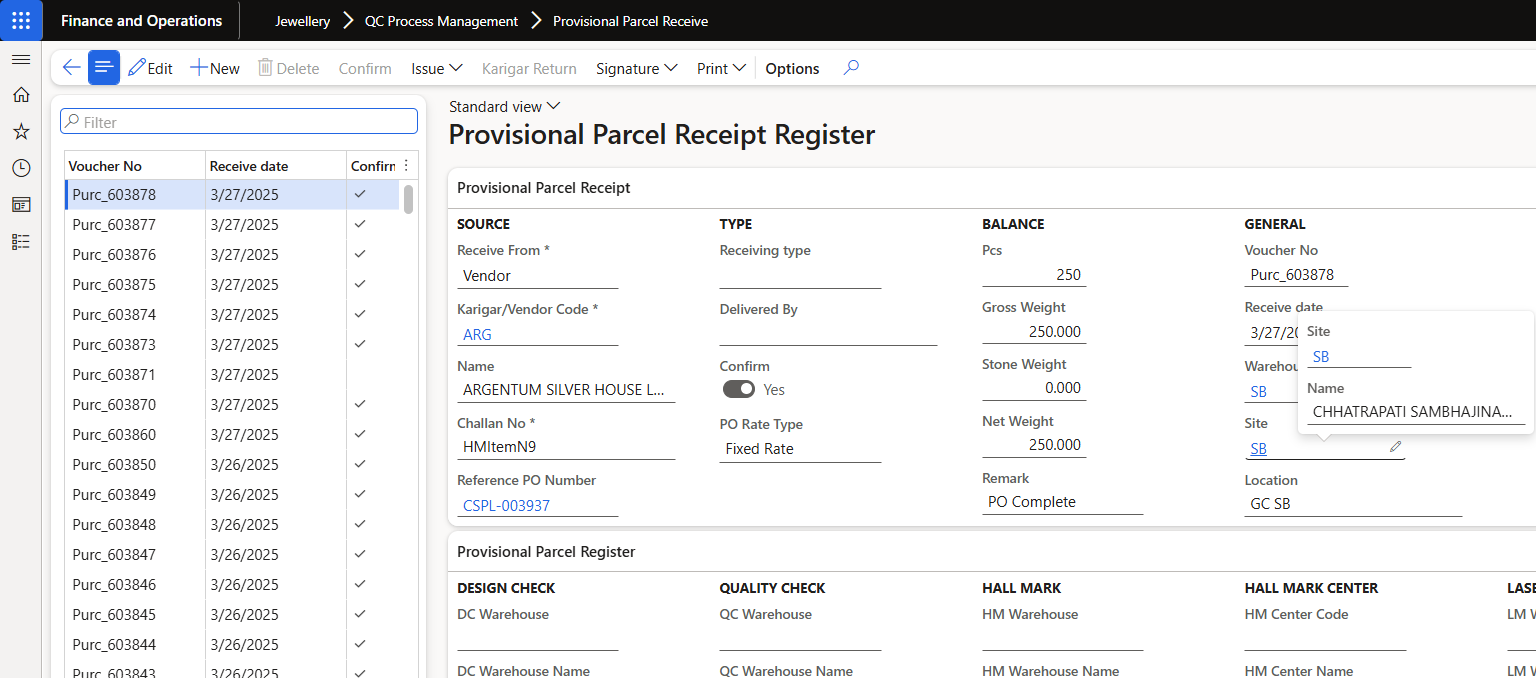 Finance and Operations
Jewellery
QC Process Management
Provisional Parcel Receive
Edit
New
Delete
Confirm
Issue
Karigar Return
Signature
Print
Options
Filter
Voucher No Receive date Confirm
Purc_603878 3/27/2025
Purc_603877 3/27/2025
Purc_603876 3/27/2025
Purc_603875 3/27/2025
Purc_603874 3/27/2025
Purc_603873 3/27/2025
Purc_603871 3/27/2025
Purc_603870 3/27/2025
Purc_603860 3/27/2025
Purc_603850 3/26/2025
Purc_603849 3/26/2025
Purc_603848 3/26/2025
Purc_603847 3/26/2025
Purc_603846 3/26/2025
Purc_603845 3/26/2025
Purc_603844 3/26/2025
Purc_603843 3/26/2025
Standard view
Provisional Parcel Receipt Register
Provisional Parcel Receipt
SOURCE
Receive From *
Vendor
Karigar/Vendor Code *
ARG
Name
ARGENTUM SILVER HOUSE L...
Challan No *
HMItemN9
Reference PO Number
CSPL-003937
TYPE
Receiving type
Delivered By
Confirm
Yes
PO Rate Type
Fixed Rate
BALANCE
Pcs
250
Gross Weight
250.000
Stone Weight
0.000
Net Weight
250.000
Remark
PO Complete
GENERAL
Voucher No
Purc_603878
Receive date
3/27/20
Warehou
SB
Site
SB
Location
GC SB
Site
SB
Name
CHHATRAPATI SAMBHAJINA...
Provisional Parcel Register
DESIGN CHECK
DC Warehouse
DC Warehouse Name
QUALITY CHECK
QC Warehouse
QC Warehouse Name
HALL MARK
HM Warehouse
HM Warehouse Name
HALL MARK CENTER
HM Center Code
HM Center Name
LASE
LM W
LM W